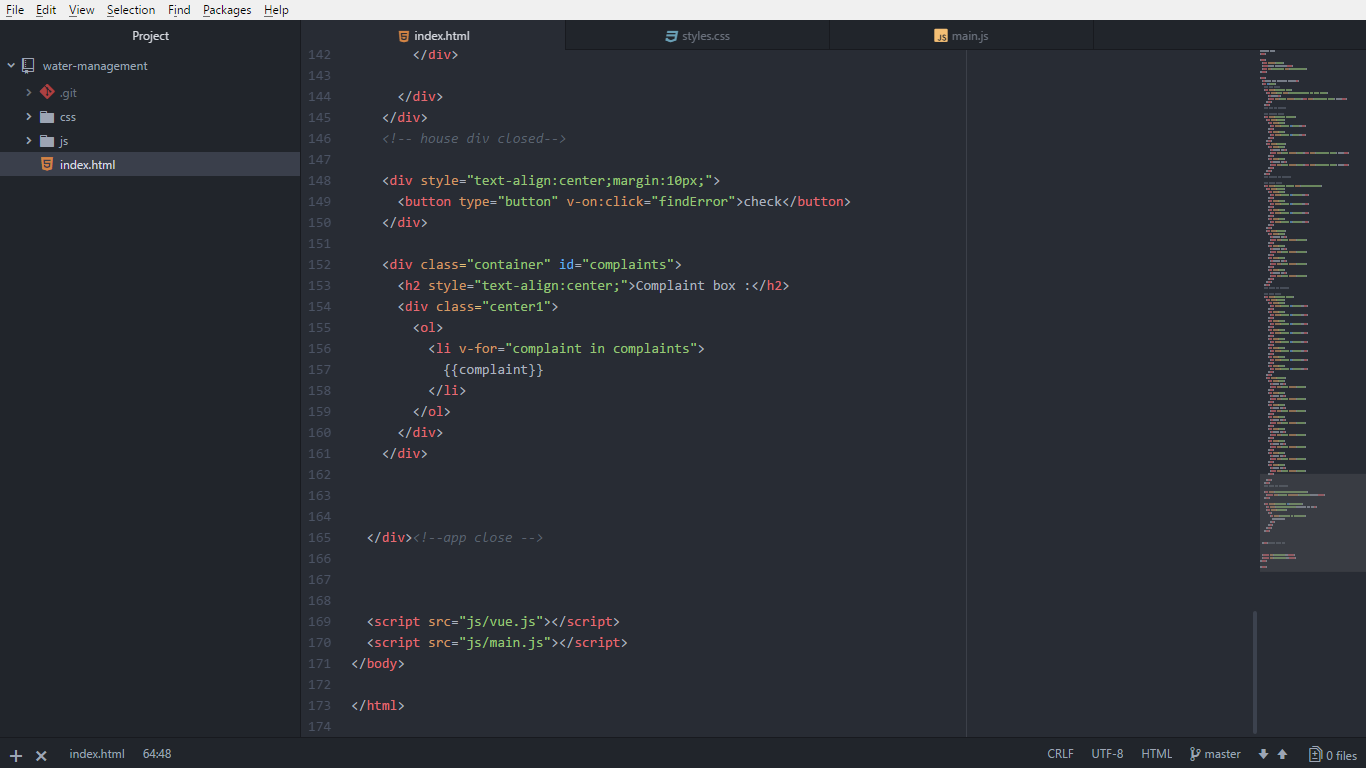 File Edit View Selection Find Packages Help
Project
index.html
styles.css
main.js
water-management
.git
css
js
index.html
142 </div>
143
144 </div>
145 </div>
146 <!-- house div closed-->
147
148 <div style="text-align:center;margin:10px;">
149 <button type="button" v-on:click="findError">check</button>
150 </div>
151
152 <div class="container" id="complaints">
153 <h2 style="text-align:center;">Complaint box :</h2>
154 <div class="center1">
155 <ol>
156 <li v-for="complaint in complaints">
157 {{complaint}}
158 </li>
159 </ol>
160 </div>
161 </div>
162
163
164
165 </div><!--app close -->
166
167
168
169 <script src="js/vue.js"></script>
170 <script src="js/main.js"></script>
171 </body>
172
173 </html>
174
index.html 64:48 CRLF UTF-8 HTML master 0 files